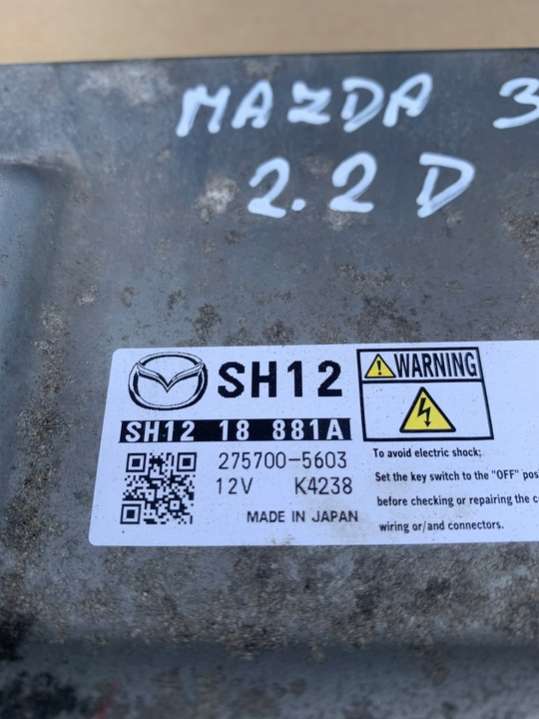 MAZDA 3
2.2 D
SH12
WARNING
SH12 18 881A
275700-5603
12V K4238
MADE IN JAPAN
To avoid electric shock;
Set the key switch to the "OFF" pos
before checking or repairing the c
wiring or/and connectors.